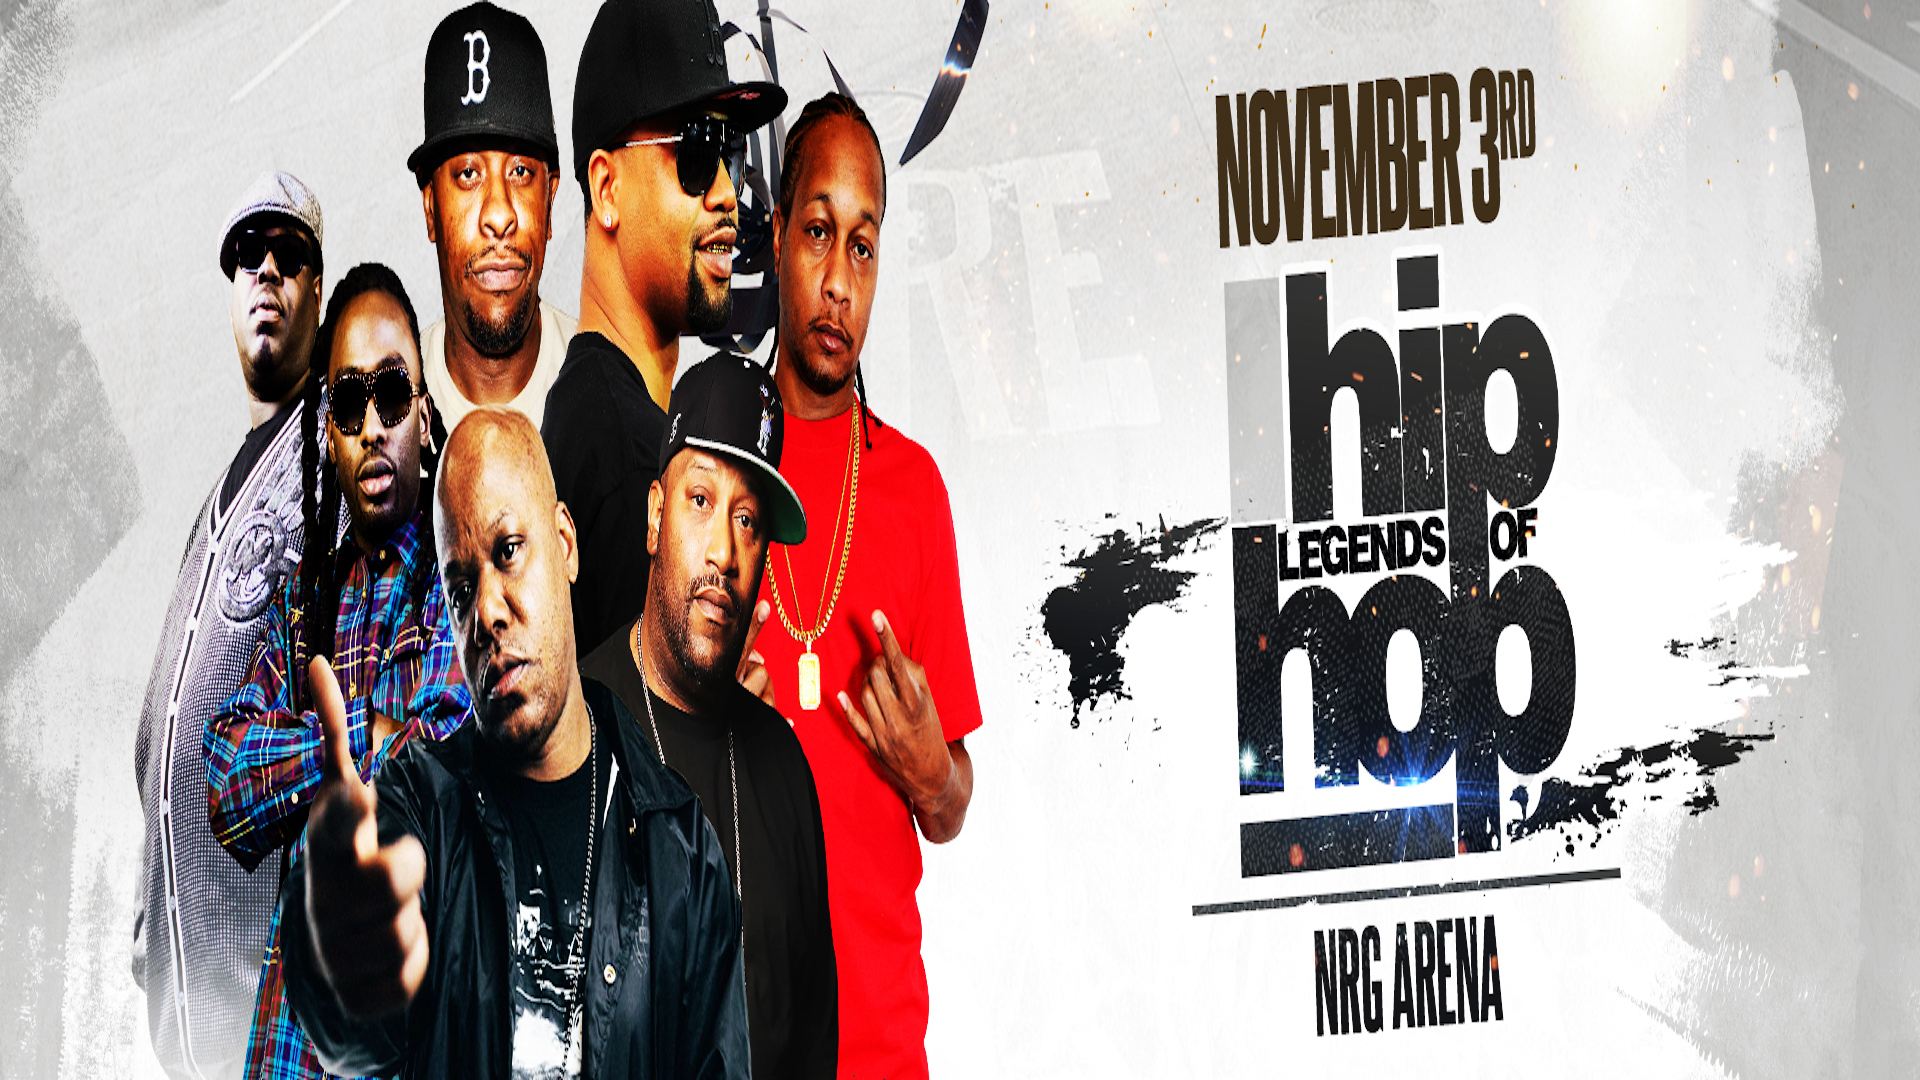 B
NOVEMBER 3RD
hip
LEGENDS OF
hop
NRG ARENA